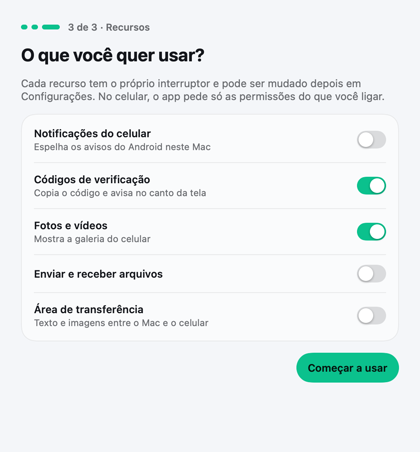 3 de 3 · Recursos
O que você quer usar?
Cada recurso tem o próprio interruptor e pode ser mudado depois em
Configurações. No celular, o app pede só as permissões do que você ligar.
Notificações do celular
Espelha os avisos do Android neste Mac
Códigos de verificação
Copia o código e avisa no canto da tela
Fotos e vídeos
Mostra a galeria do celular
Enviar e receber arquivos
Área de transferência
Texto e imagens entre o Mac e o celular
Começar a usar